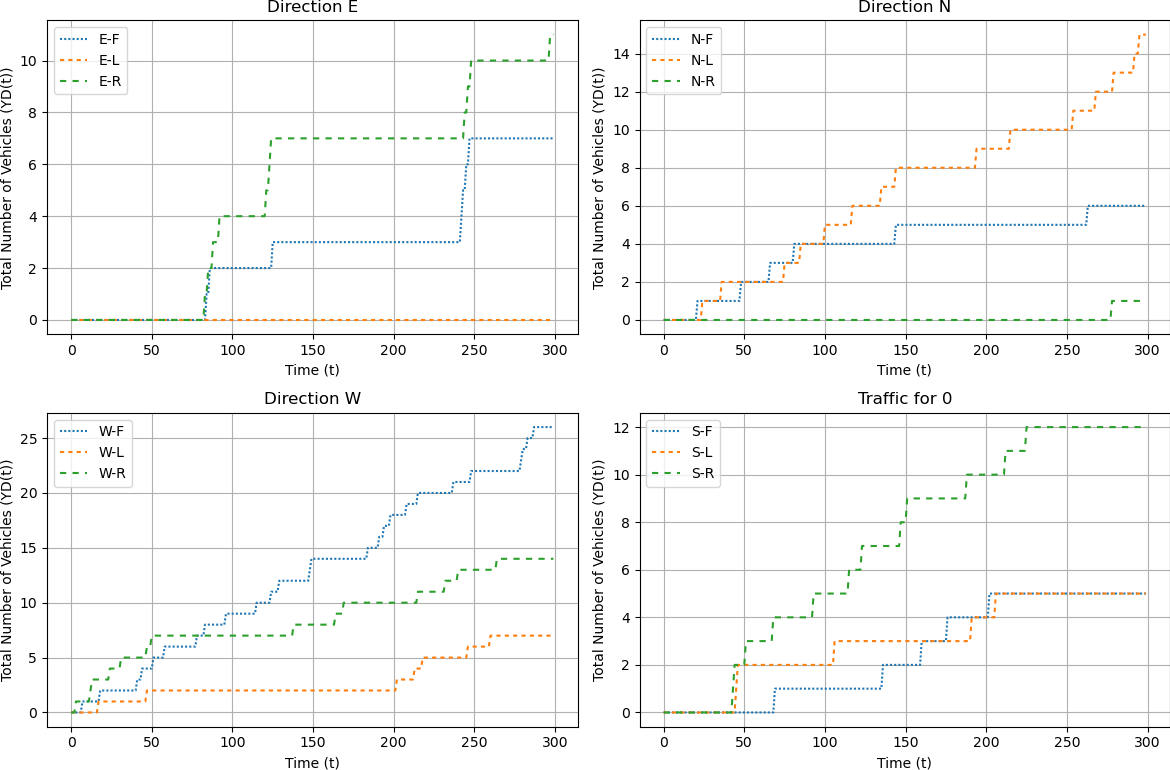 Direction E
Total Number of Vehicles (YD(t))
E-F
E-L
E-R
10
8
6
4
2
0
0 50 100 150 200 250 300
Time (t)
Direction N
Total Number of Vehicles (YD(t))
N-F
N-L
N-R
14
12
10
8
6
4
2
0
0 50 100 150 200 250 300
Time (t)
Direction W
Total Number of Vehicles (YD(t))
W-F
W-L
W-R
25
20
15
10
5
0
0 50 100 150 200 250 300
Time (t)
Traffic for 0
Total Number of Vehicles (YD(t))
S-F
S-L
S-R
12
10
8
6
4
2
0
0 50 100 150 200 250 300
Time (t)